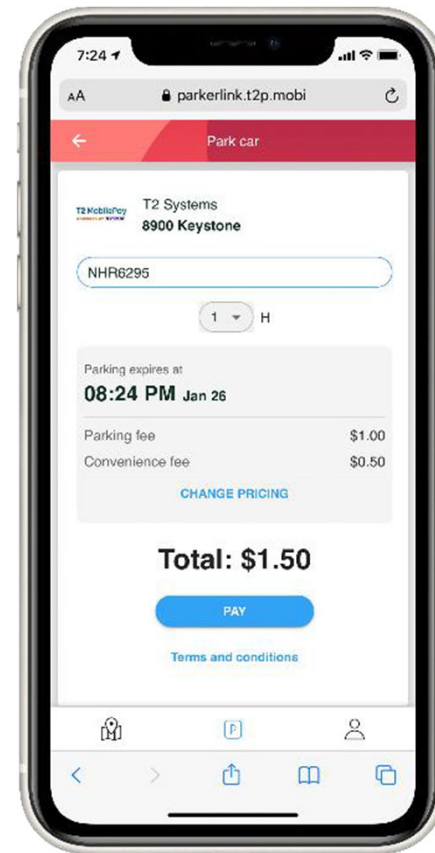 7:24
AA parkerlink.t2p.mobi
Park car
T2 MobilePay
T2 Systems
8900 Keystone
NHR6295
1 H
Parking expires at
08:24 PM Jan 26
Parking fee $1.00
Convenience fee $0.50
CHANGE PRICING
Total: $1.50
PAY
Terms and conditions
P